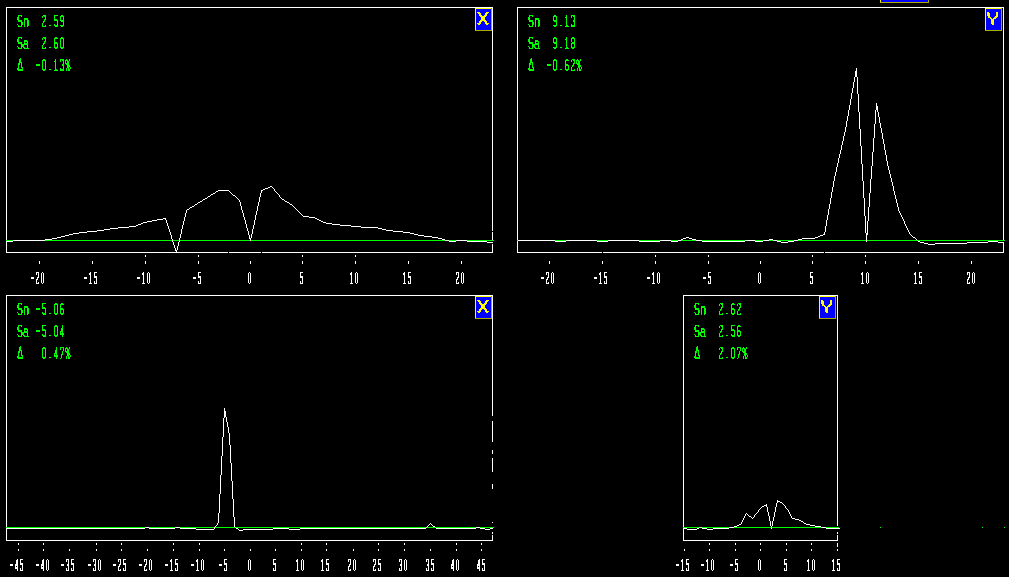 Sn 2.59
X
Sa 2.60
Δ -0.13%
-20 -15 -10 -5 0 5 10 15 20
Sn 9.13
Y
Sa 9.18
Δ -0.62%
-20 -15 -10 -5 0 5 10 15 20
Sn -5.06
X
Sa -5.04
Δ 0.47%
-45 -40 -35 -30 -25 -20 -15 -10 -5 0 5 10 15 20 25 30 35 40 45
Sn 2.62
Y
Sa 2.56
Δ 2.07%
-15 -10 -5 0 5 10 15